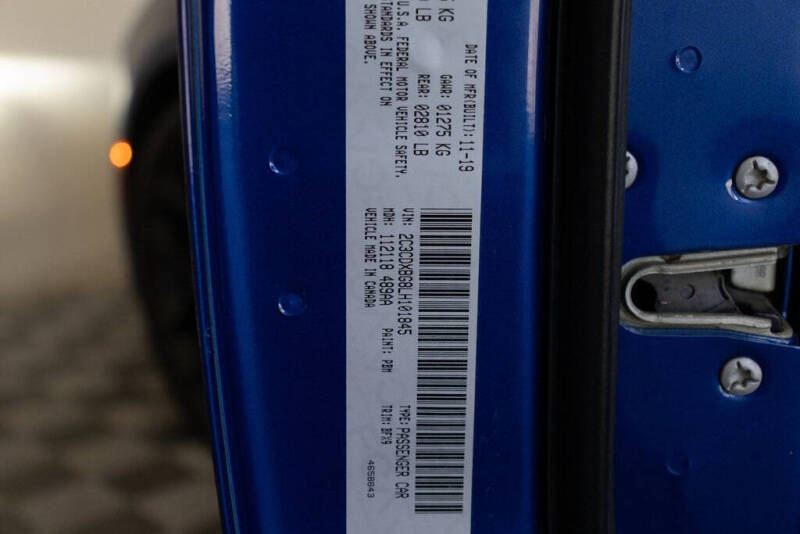 DATE OF MFR(BUILT): 11-19
GAWR: 01275 KG
REAR: 02810 LB
KG
LB
U.S.A. FEDERAL MOTOR VEHICLE SAFETY,
STANDARDS IN EFFECT ON
SHOWN ABOVE.
VIN: 2C3CDXBG8LH101845
TYPE: PASSENGER CAR
MDH: 112118 489AA
PAINT: PBM
TRIM: BFX9
VEHICLE MADE IN CANADA
4658843